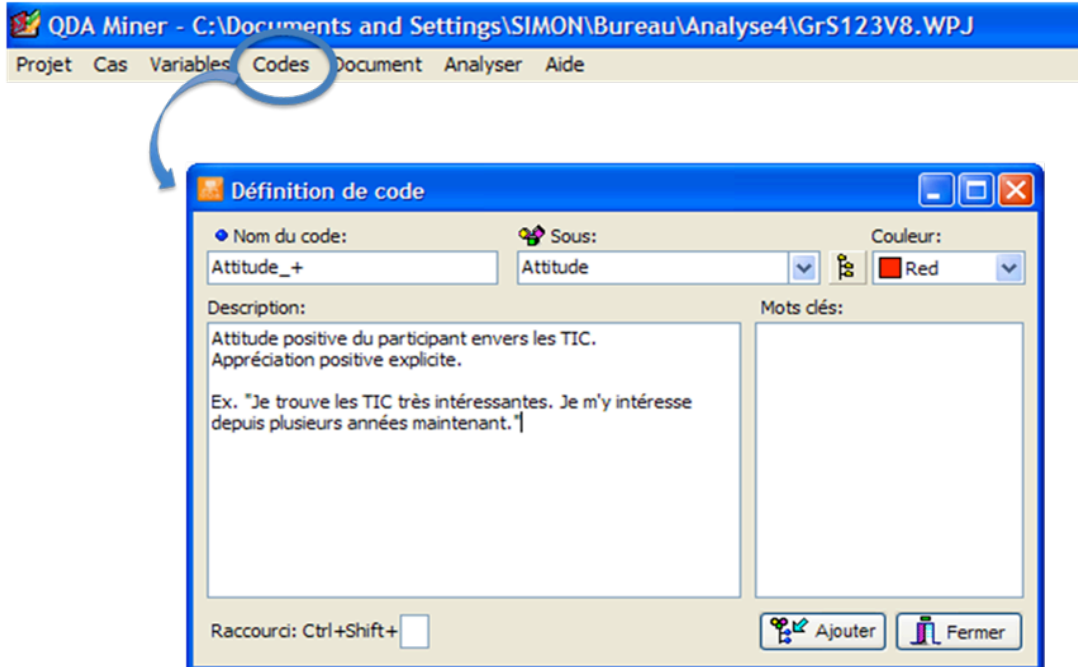 QDA Miner - C:\Documents and Settings\SIMON\Bureau\Analyse4\GrS123V8.WPJ
Projet Cas Variables Codes Document Analyser Aide
Définition de code
Nom du code: Sous: Couleur:
Attitude_+ Attitude Red
Description: Mots clés:
Attitude positive du participant envers les TIC.
Appréciation positive explicite.
Ex. "Je trouve les TIC très intéressantes. Je m'y intéresse
depuis plusieurs années maintenant."
Raccourci: Ctrl+Shift+ Ajouter Fermer